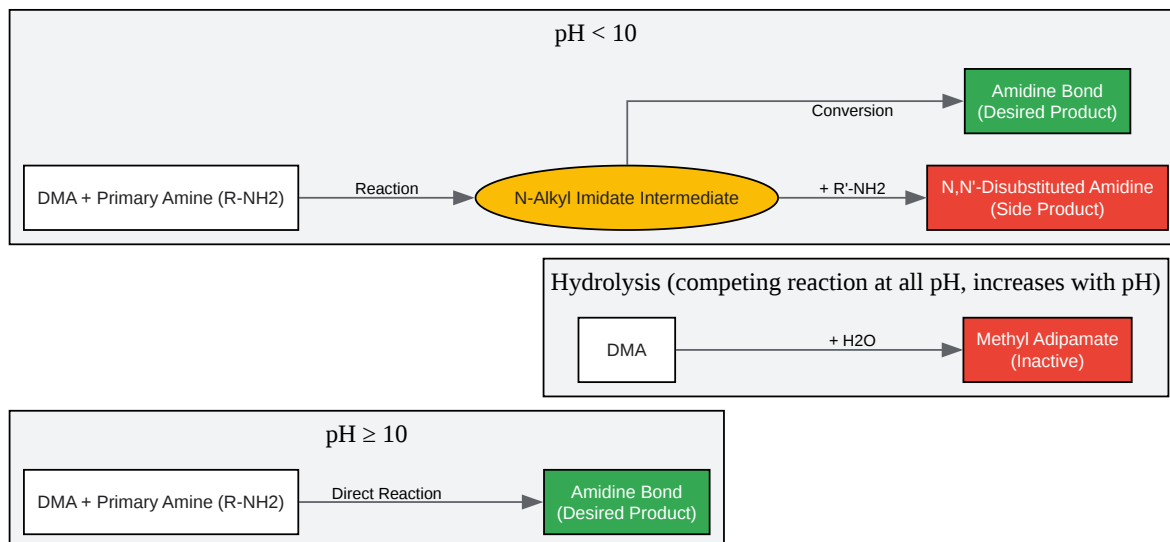 pH < 10
Amidine Bond
(Desired Product)
Conversion
DMA + Primary Amine (R-NH2)
Reaction
N-Alkyl Imidate Intermediate
+ R'-NH2
N,N'-Disubstituted Amidine
(Side Product)
Hydrolysis (competing reaction at all pH, increases with pH)
DMA
+ H2O
Methyl Adipamate
(Inactive)
pH ≥ 10
DMA + Primary Amine (R-NH2)
Direct Reaction
Amidine Bond
(Desired Product)